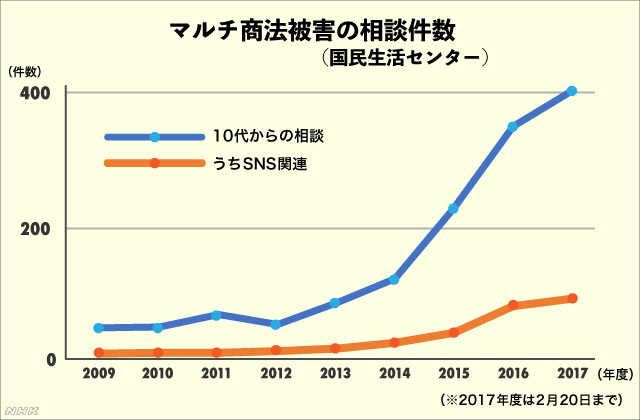 マルチ商法被害の相談件数
（国民生活センター）
（件数）
400
10代からの相談
うちSNS関連
200
0
2009 2010 2011 2012 2013 2014 2015 2016 2017 （年度）
（※2017年度は2月20日まで）
NHK